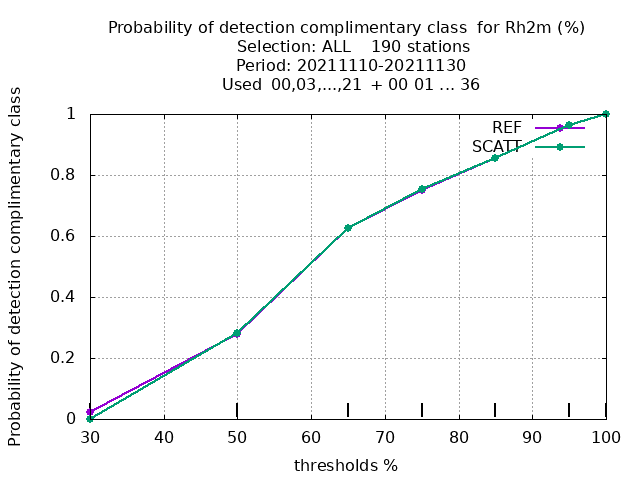 Probability of detection complimentary class  for Rh2m (%)
Selection: ALL    190 stations
Period: 20211110-20211130
Used  00,03,...,21  + 00 01 ... 36
Probability of detection complimentary class
1
0.8
0.6
0.4
0.2
0
REF
SCATT
30 40 50 60 70 80 90 100
thresholds %